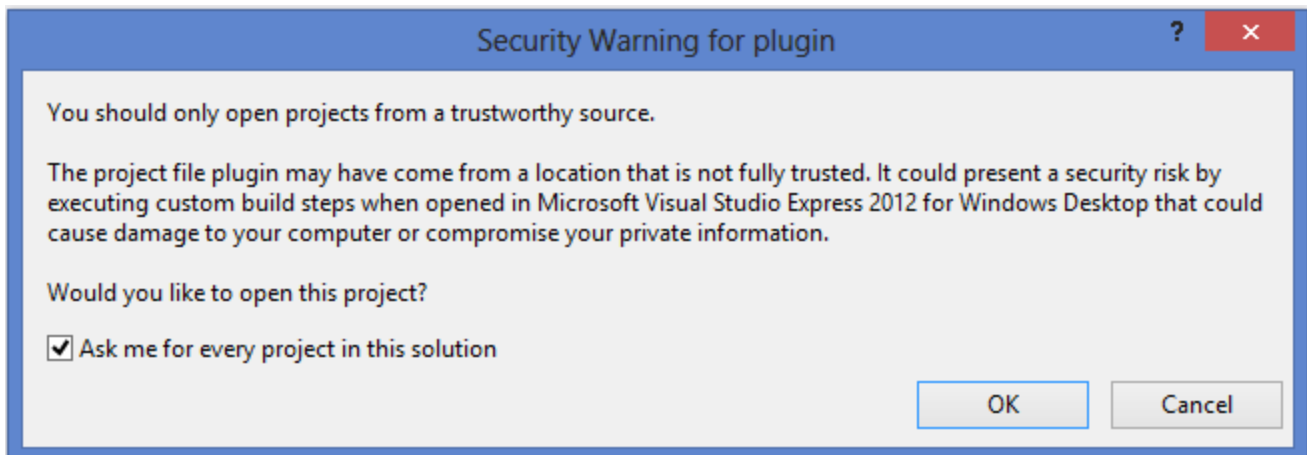 Security Warning for plugin
?
You should only open projects from a trustworthy source.
The project file plugin may have come from a location that is not fully trusted. It could present a security risk by
executing custom build steps when opened in Microsoft Visual Studio Express 2012 for Windows Desktop that could
cause damage to your computer or compromise your private information.
Would you like to open this project?
Ask me for every project in this solution
OK
Cancel